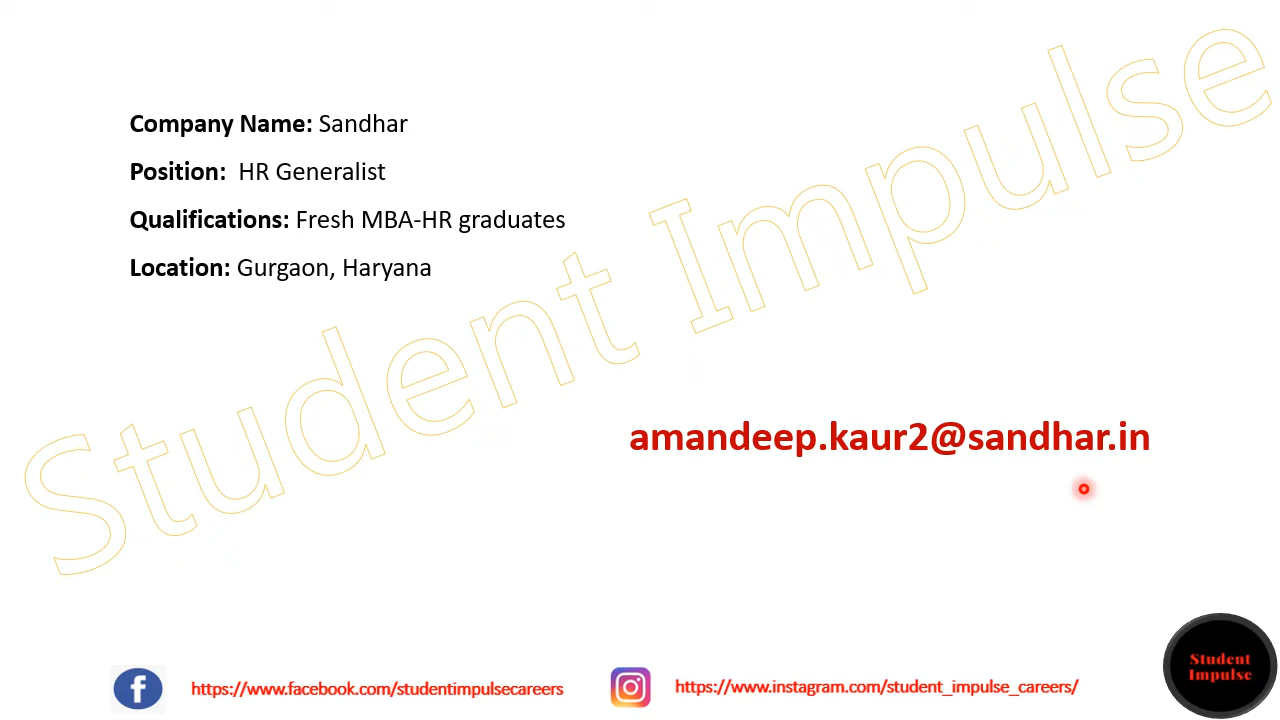 Company Name: Sandhar
Position: HR Generalist
Qualifications: Fresh MBA-HR graduates
Location: Gurgaon, Haryana
Student Impulse
amandeep.kaur2@sandhar.in
https://www.facebook.com/studentimpulsecareers
https://www.instagram.com/student_impulse_careers/
Student
Impulse